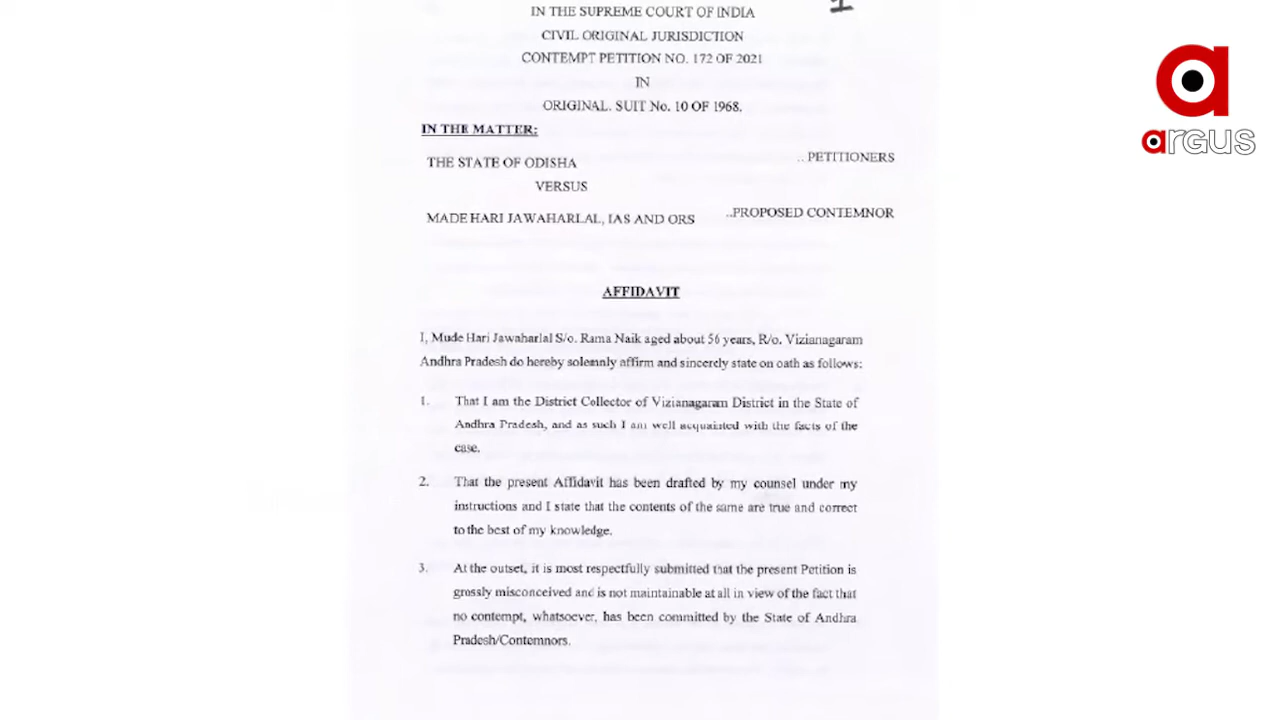 IN THE SUPREME COURT OF INDIA
CIVIL ORIGINAL JURISDICTION
CONTEMPT PETITION NO. 172 OF 2021
IN
ORIGINAL. SUIT No. 10 OF 1968.
IN THE MATTER:
THE STATE OF ODISHA .. PETITIONERS
VERSUS
MADE HARI JAWAHARLAL, IAS AND ORS ..PROPOSED CONTEMNOR
AFFIDAVIT
I, Mude Hari Jawaharlal S/o. Rama Naik aged about 56 years, R/o. Vizianagaram
Andhra Pradesh do hereby solemnly affirm and sincerely state on oath as follows:
1. That I am the District Collector of Vizianagaram District in the State of
Andhra Pradesh, and as such I am well acquainted with the facts of the
case.
2. That the present Affidavit has been drafted by my counsel under my
instructions and I state that the contents of the same are true and correct
to the best of my knowledge.
3. At the outset, it is most respectfully submitted that the present Petition is
grossly misconceived and is not maintainable at all in view of the fact that
no contempt, whatsoever, has been committed by the State of Andhra
Pradesh/Contemnors.
a
argus